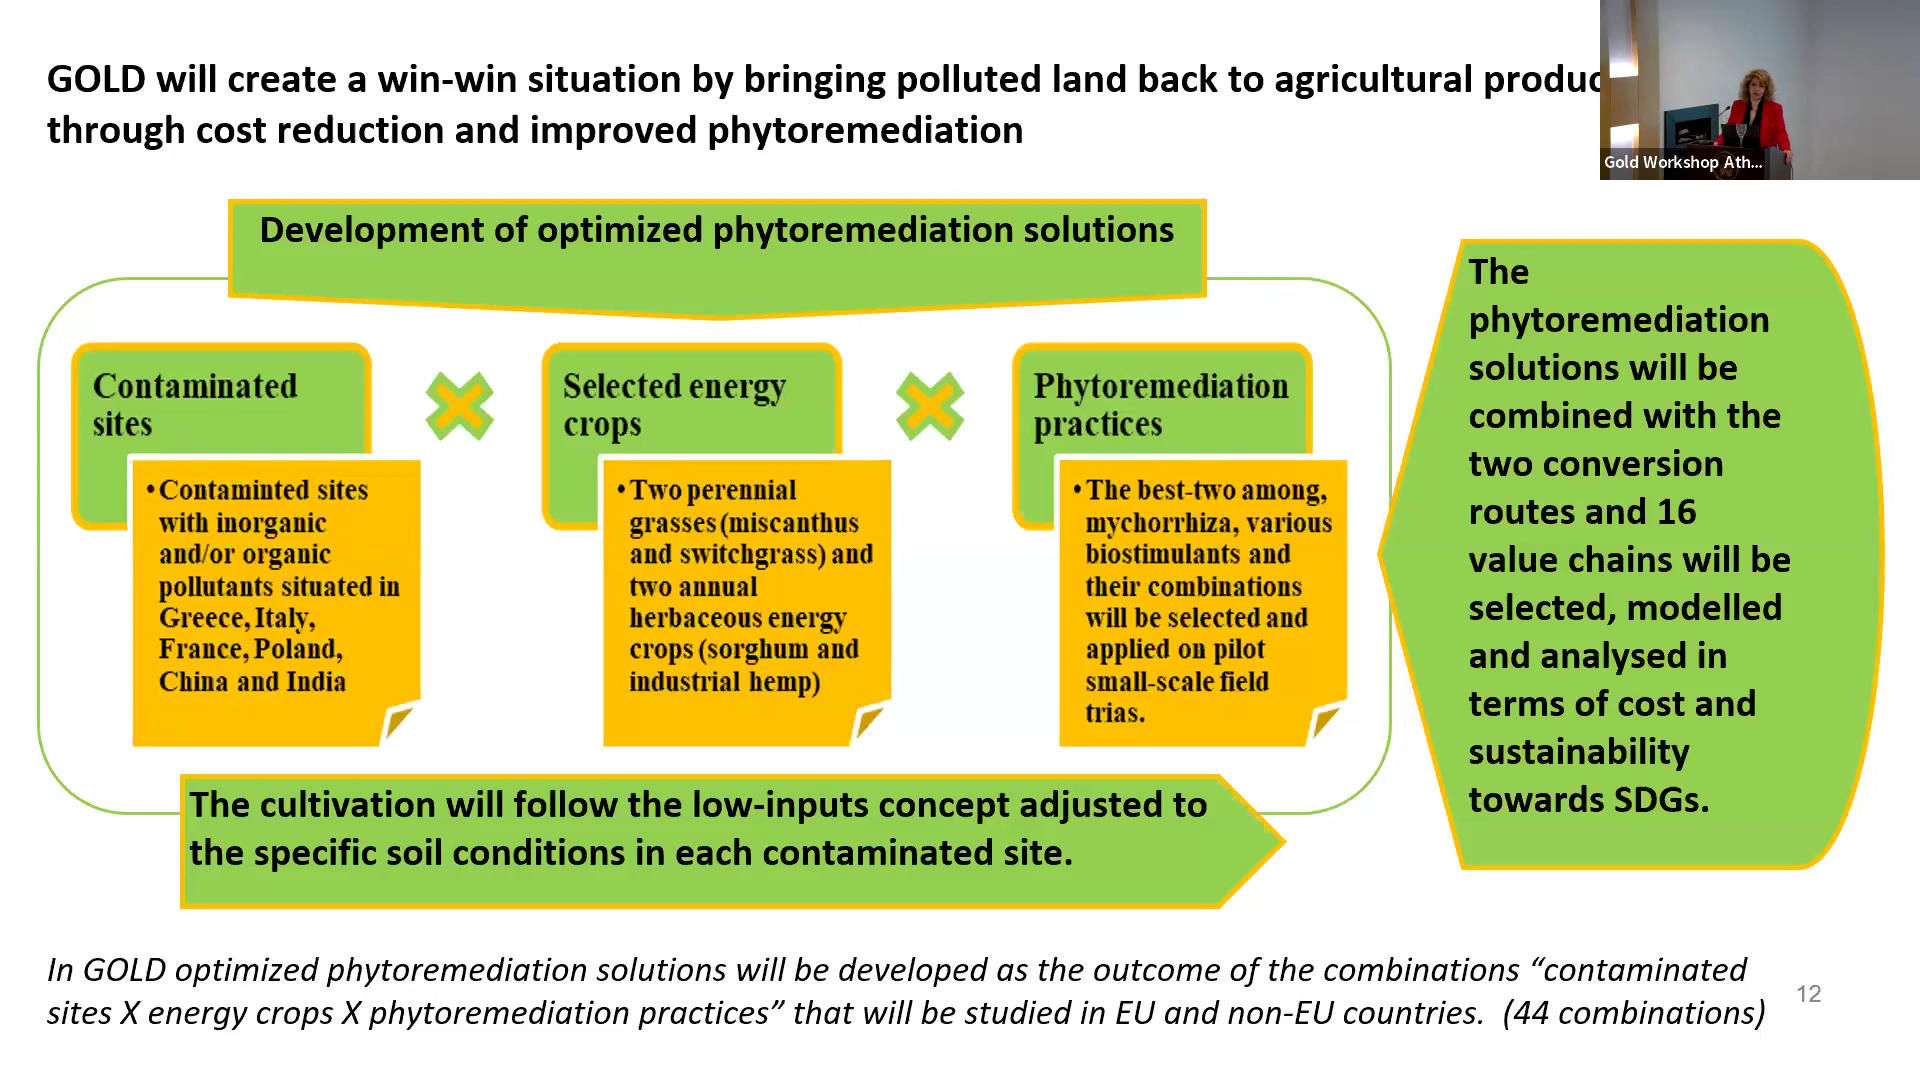 GOLD will create a win-win situation by bringing polluted land back to agricultural
through cost reduction and improved phytoremediation
Gold Workshop Ath...
Development of optimized phytoremediation solutions
Contaminated
sites
• Contaminted sites
with inorganic
and/or organic
pollutants situated in
Greece, Italy,
France, Poland,
China and India
Selected energy
crops
• Two perennial
grasses (miscanthus
and switchgrass) and
two annual
herbaceous energy
crops (sorghum and
industrial hemp)
Phytoremediation
practices
• The best-two among,
mychorrhiza, various
biostimulants and
their combinations
will be selected and
applied on pilot
small-scale field
trias.
The cultivation will follow the low-inputs concept adjusted to
the specific soil conditions in each contaminated site.
The
phytoremediation
solutions will be
combined with the
two conversion
routes and 16
value chains will be
selected, modelled
and analysed in
terms of cost and
sustainability
towards SDGs.
In GOLD optimized phytoremediation solutions will be developed as the outcome of the combinations “contaminated
sites X energy crops X phytoremediation practices” that will be studied in EU and non-EU countries. (44 combinations)
12